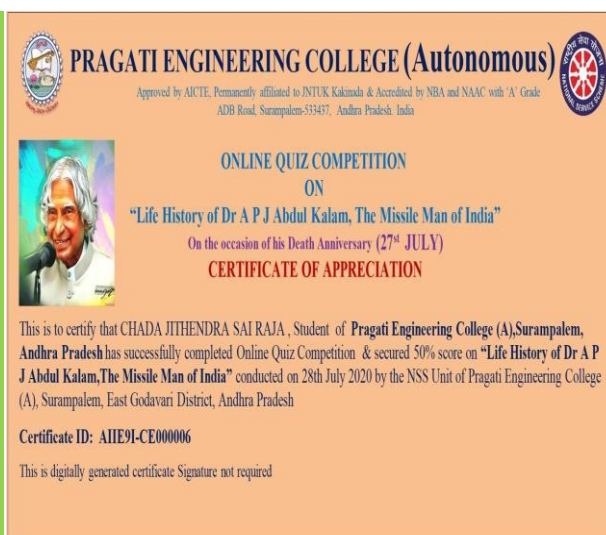 PRAGATI ENGINEERING COLLEGE (Autonomous)
Approved by AICTE, Permanently affiliated to JNTUK Kakinada & Accredited by NBA and NAAC with 'A' Grade
ADB Road, Surampalem-533437, Andhra Pradesh. India
राष्ट्रीय सेवा योजना
NATIONAL SERVICE SCHEME
ONLINE QUIZ COMPETITION
ON
“Life History of Dr A P J Abdul Kalam, The Missile Man of India”
On the occasion of his Death Anniversary (27st JULY)
CERTIFICATE OF APPRECIATION
This is to certify that CHADA JITHENDRA SAI RAJA , Student of Pragati Engineering College (A),Surampalem,
Andhra Pradesh has successfully completed Online Quiz Competition & secured 50% score on “Life History of Dr A P
J Abdul Kalam,The Missile Man of India” conducted on 28th July 2020 by the NSS Unit of Pragati Engineering College
(A), Surampalem, East Godavari District, Andhra Pradesh
Certificate ID: AIIE9I-CE000006
This is digitally generated certificate Signature not required